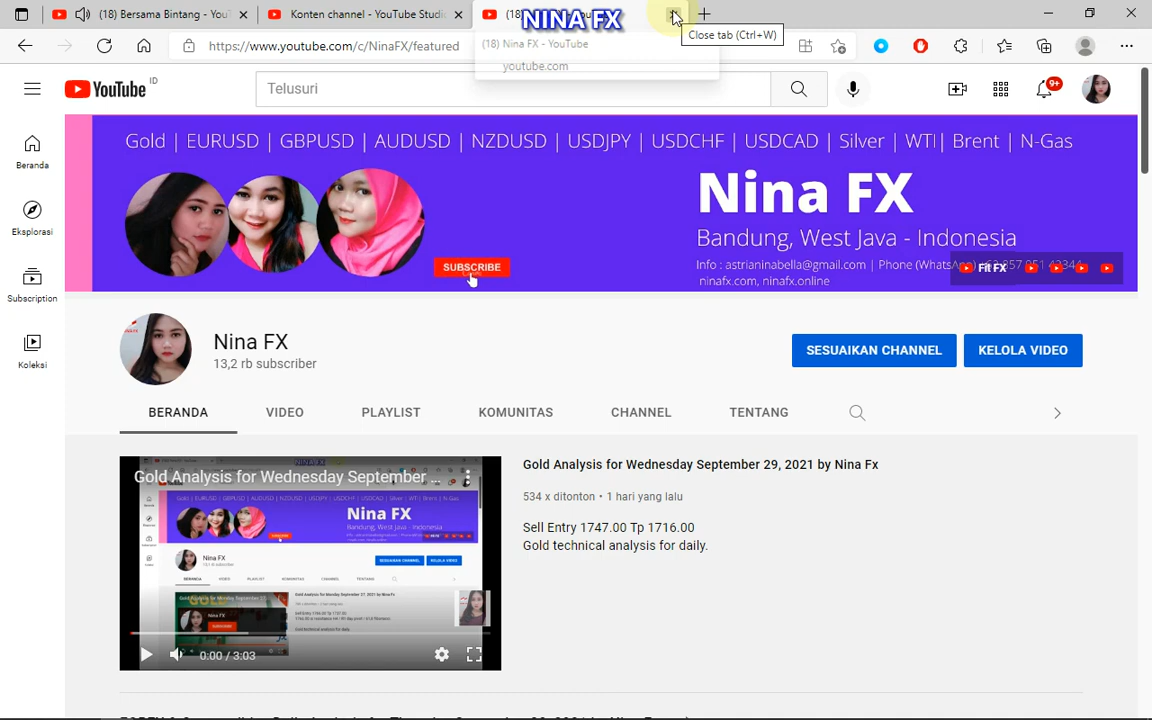 (18) Bersama Bintang - YouTu
Konten channel - YouTube Studi
(18)
NINA FX
Close tab (Ctrl+W)
https://www.youtube.com/c/NinaFX/featured
(18) Nina FX - YouTube
youtube.com
YouTube ID
Telusuri
9+
Beranda
Eksplorasi
Subscription
Koleksi
Gold | EURUSD | GBPUSD | AUDUSD | NZDUSD | USDJPY | USDCHF | USDCAD | Silver | WTI | Brent | N-Gas
Nina FX
Bandung, West Java - Indonesia
Info : astrianinabella@gmail.com | Phone (WhatsApp)
ninafx.com, ninafx.online
Fit FX
SUBSCRIBE
Nina FX
13,2 rb subscriber
SESUAIKAN CHANNEL
KELOLA VIDEO
BERANDA
VIDEO
PLAYLIST
KOMUNITAS
CHANNEL
TENTANG
Gold Analysis for Wednesday September ...
Nina FX
0:00 / 3:03
Gold Analysis for Wednesday September 29, 2021 by Nina Fx
534 x ditonton • 1 hari yang lalu
Sell Entry 1747.00 Tp 1716.00
Gold technical analysis for daily.